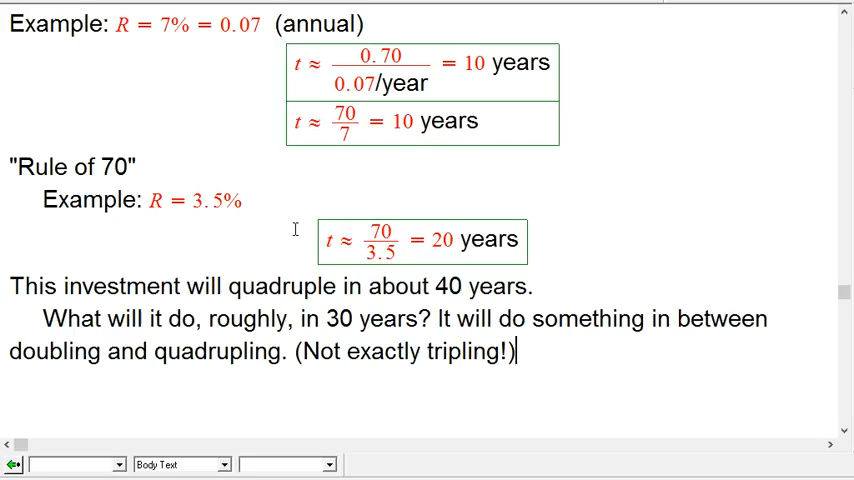 Example: R = 7% = 0.07 (annual)
t ≈ 0.70 / 0.07/year = 10 years
t ≈ 70 / 7 = 10 years
"Rule of 70"
Example: R = 3.5%
t ≈ 70 / 3.5 = 20 years
This investment will quadruple in about 40 years.
What will it do, roughly, in 30 years? It will do something in between
doubling and quadrupling. (Not exactly tripling!)
Body Text